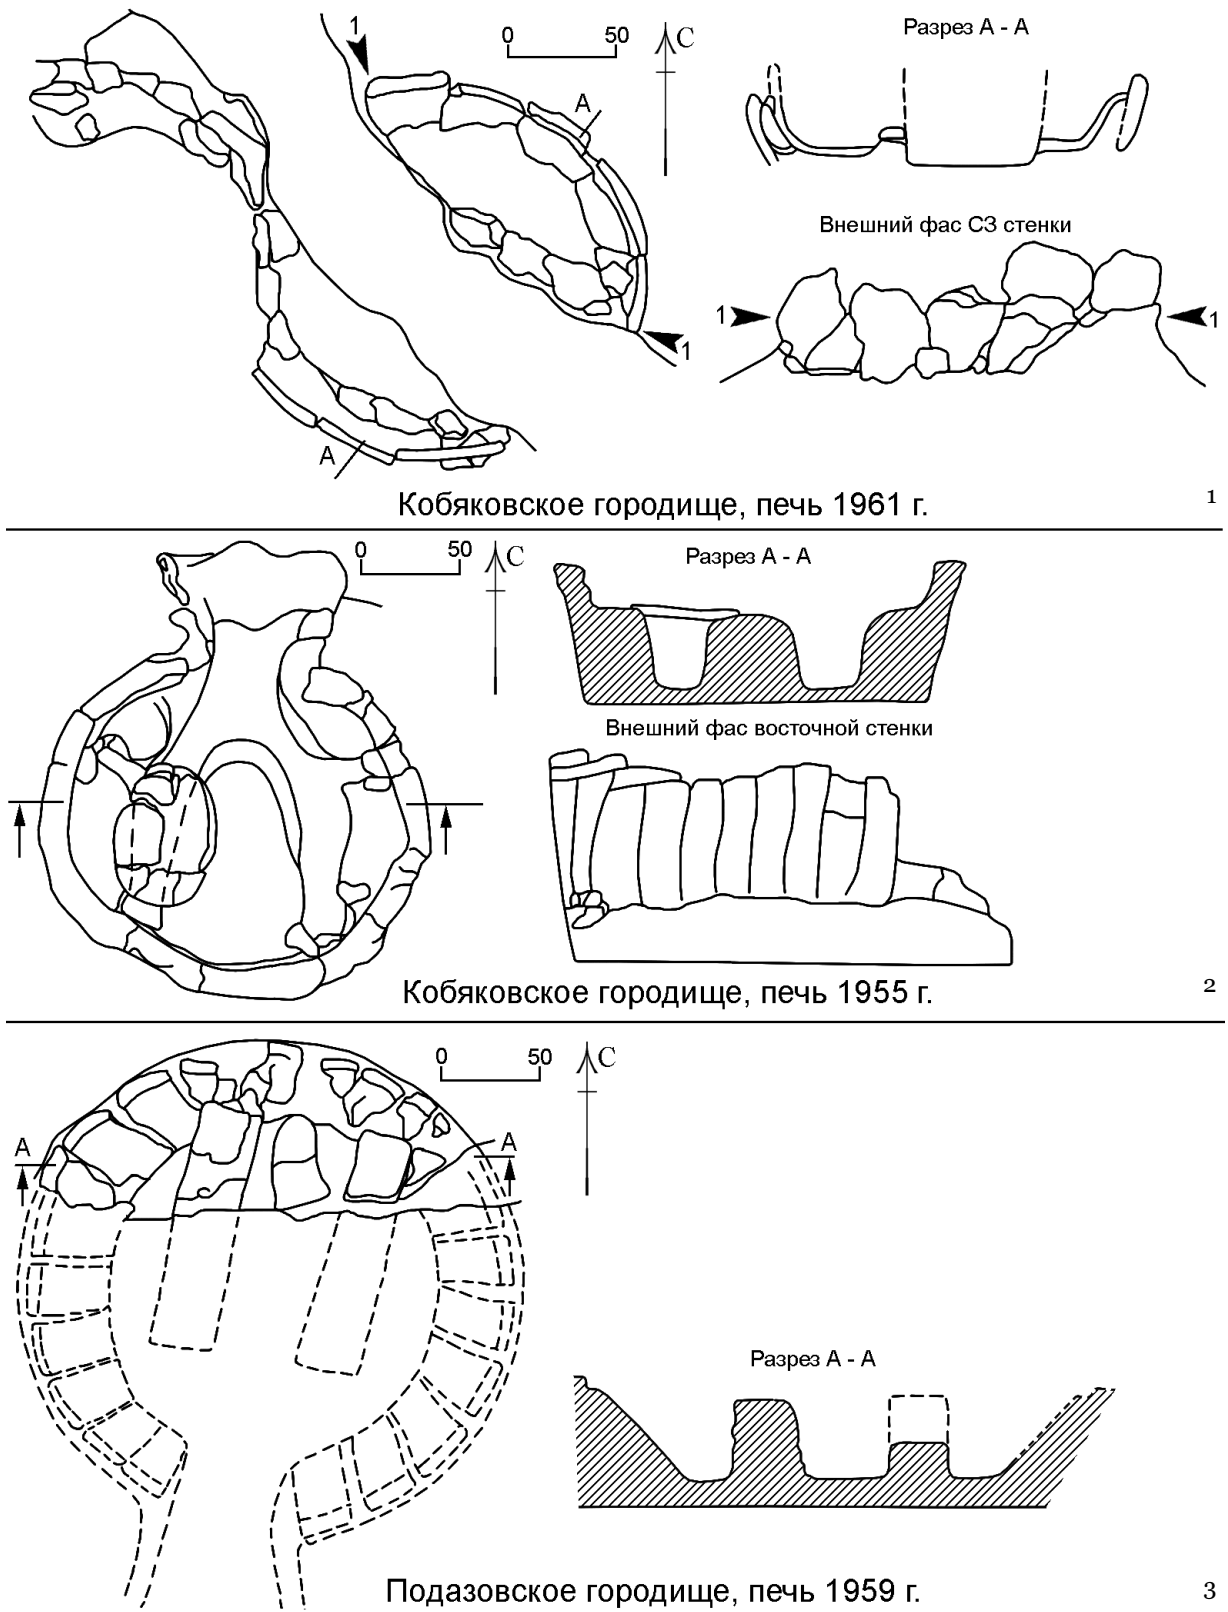 1
0 50
С
Разрез А - А
А
Внешний фас СЗ стенки
1 1
1
А
Кобяковское городище, печь 1961 г.
1
0 50
С
Разрез А - А
Внешний фас восточной стенки
Кобяковское городище, печь 1955 г.
2
0 50
С
А А
Разрез А - А
Подазовское городище, печь 1959 г.
3